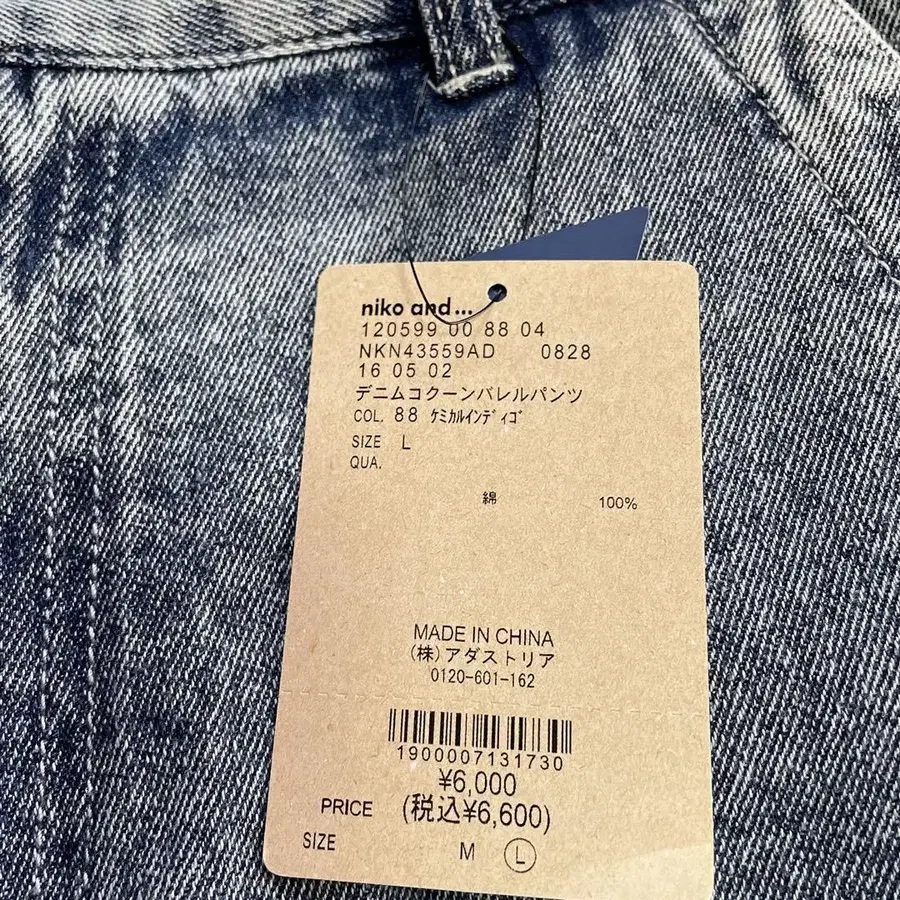 niko and...
120599 00 88 04
NKN43559AD 0828
16 05 02
デニムコクーンバレルパンツ
COL. 88 ｹﾐｶﾙｲﾝﾃﾞｨｺﾞ
SIZE L
QUA.
綿 100%
MADE IN CHINA
(株)アダストリア
0120-601-162
1900007131730
¥6,000
PRICE (税込¥6,600)
SIZE M L